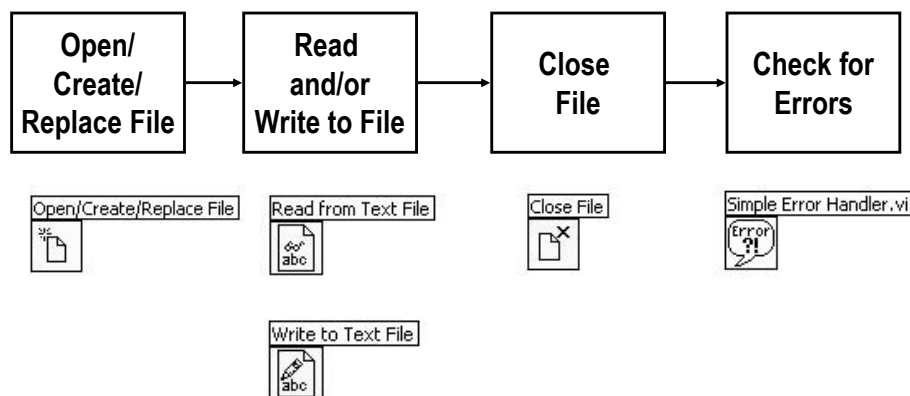 Open/
Create/
Replace File
Read
and/or
Write to File
Close
File
Check for
Errors
Open/Create/Replace File
Read from Text File
abc
Close File
Simple Error Handler.vi
Error
?!
Write to Text File
abc